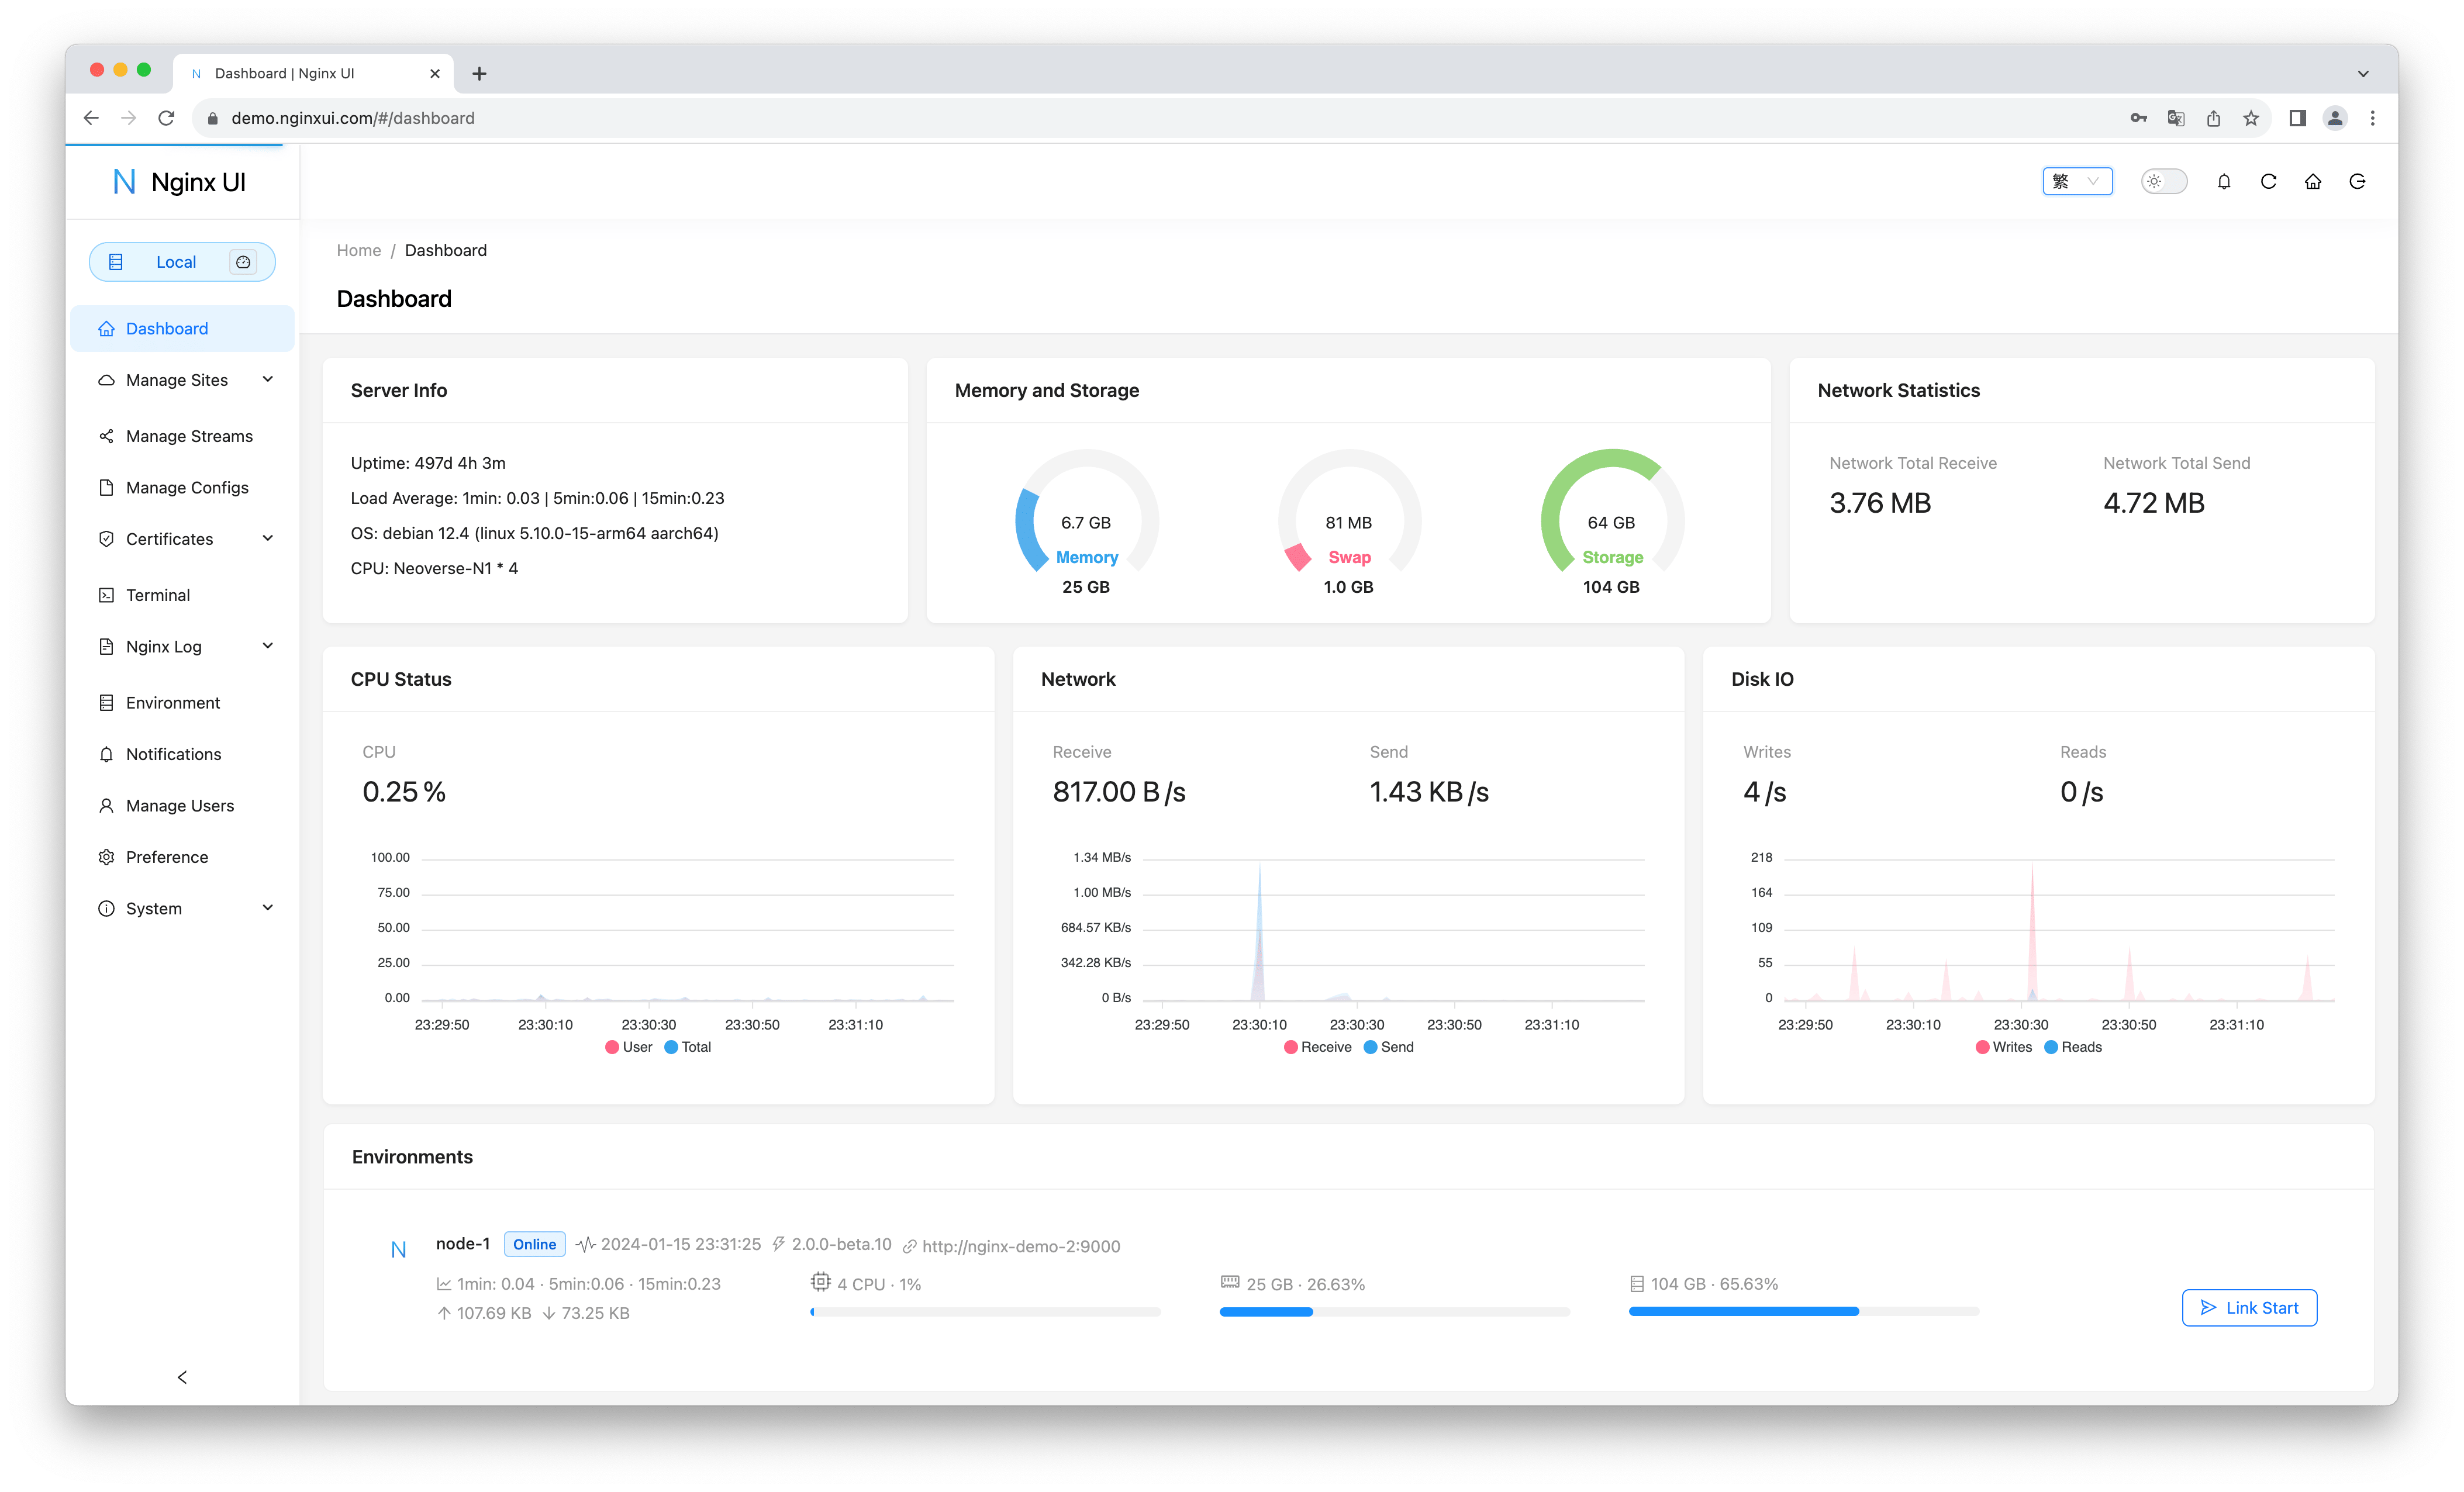 Dashboard | Nginx UI
demo.nginxui.com/#/dashboard
N Nginx UI
繁
Local
Dashboard
Manage Sites
Manage Streams
Manage Configs
Certificates
Terminal
Nginx Log
Environment
Notifications
Manage Users
Preference
System
Home / Dashboard
Dashboard
Server Info
Uptime: 497d 4h 3m
Load Average: 1min: 0.03 | 5min:0.06 | 15min:0.23
OS: debian 12.4 (linux 5.10.0-15-arm64 aarch64)
CPU: Neoverse-N1 * 4
Memory and Storage
6.7 GB
Memory
25 GB
81 MB
Swap
1.0 GB
64 GB
Storage
104 GB
Network Statistics
Network Total Receive
3.76 MB
Network Total Send
4.72 MB
CPU Status
CPU
0.25 %
100.00
75.00
50.00
25.00
0.00
23:29:50 23:30:10 23:30:30 23:30:50 23:31:10
User Total
Network
Receive
817.00 B /s
Send
1.43 KB /s
1.34 MB/s
1.00 MB/s
684.57 KB/s
342.28 KB/s
0 B/s
23:29:50 23:30:10 23:30:30 23:30:50 23:31:10
Receive Send
Disk IO
Writes
4 /s
Reads
0 /s
218
164
109
55
0
23:29:50 23:30:10 23:30:30 23:30:50 23:31:10
Writes Reads
Environments
N node-1 Online 2024-01-15 23:31:25 2.0.0-beta.10 http://nginx-demo-2:9000
1min: 0.04 · 5min:0.06 · 15min:0.23
107.69 KB 73.25 KB
4 CPU · 1%
25 GB · 26.63%
104 GB · 65.63%
Link Start